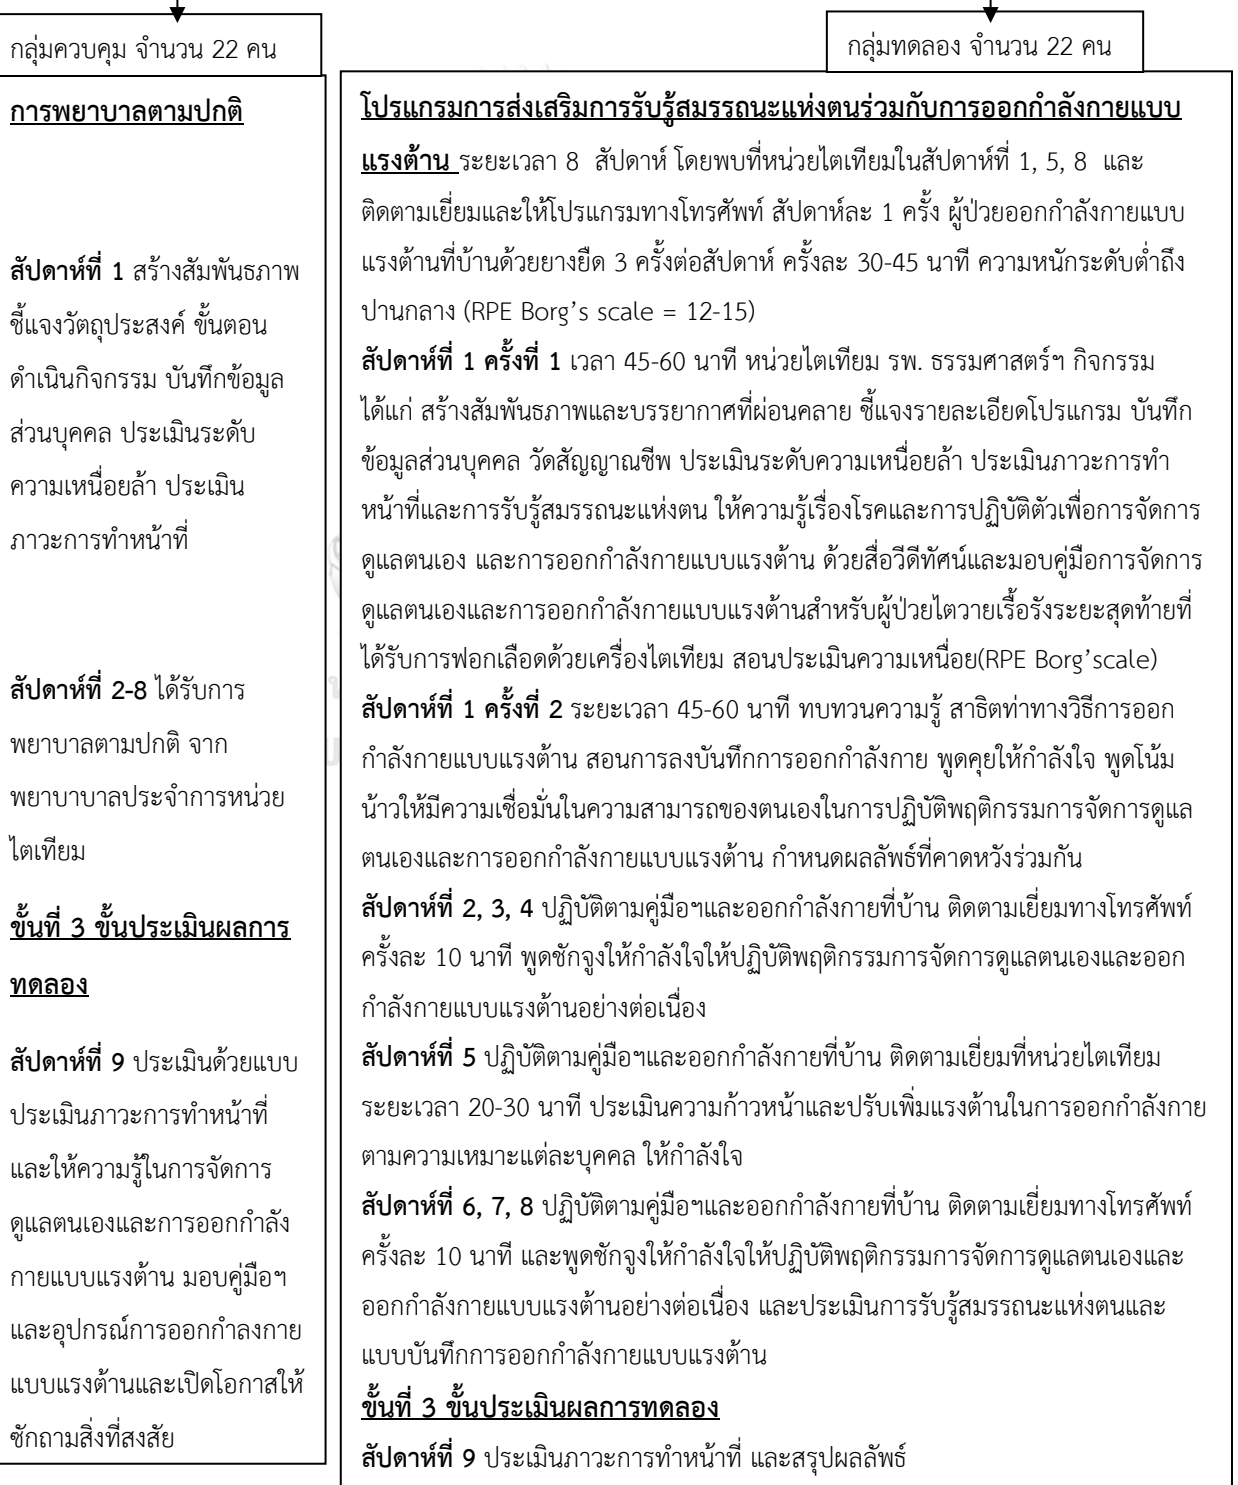 กลุ่มควบคุม จำนวน 22 คน
การพยาบาลตามปกติ
สัปดาห์ที่ 1 สร้างสัมพันธภาพ
ชี้แจงวัตถุประสงค์ ขั้นตอน
ดำเนินกิจกรรม บันทึกข้อมูล
ส่วนบุคคล ประเมินระดับ
ความเหนื่อยล้า ประเมิน
ภาวะการทำหน้าที่
สัปดาห์ที่ 2-8 ได้รับการ
พยาบาลตามปกติ จาก
พยาบาบาลประจำการหน่วย
ไตเทียม
ขั้นที่ 3 ขั้นประเมินผลการ
ทดลอง
สัปดาห์ที่ 9 ประเมินด้วยแบบ
ประเมินภาวะการทำหน้าที่
และให้ความรู้ในการจัดการ
ดูแลตนเองและการออกกำลัง
กายแบบแรงต้าน มอบคู่มือฯ
และอุปกรณ์การออกกำลงกาย
แบบแรงต้านและเปิดโอกาสให้
ซักถามสิ่งที่สงสัย
กลุ่มทดลอง จำนวน 22 คน
โปรแกรมการส่งเสริมการรับรู้สมรรถนะแห่งตนร่วมกับการออกกำลังกายแบบ
แรงต้าน ระยะเวลา 8 สัปดาห์ โดยพบที่หน่วยไตเทียมในสัปดาห์ที่ 1, 5, 8 และ
ติดตามเยี่ยมและให้โปรแกรมทางโทรศัพท์ สัปดาห์ละ 1 ครั้ง ผู้ป่วยออกกำลังกายแบบ
แรงต้านที่บ้านด้วยยางยืด 3 ครั้งต่อสัปดาห์ ครั้งละ 30-45 นาที ความหนักระดับต่ำถึง
ปานกลาง (RPE Borg’s scale = 12-15)
สัปดาห์ที่ 1 ครั้งที่ 1 เวลา 45-60 นาที หน่วยไตเทียม รพ. ธรรมศาสตร์ฯ กิจกรรม
ได้แก่ สร้างสัมพันธภาพและบรรยากาศที่ผ่อนคลาย ชี้แจงรายละเอียดโปรแกรม บันทึก
ข้อมูลส่วนบุคคล วัดสัญญาณชีพ ประเมินระดับความเหนื่อยล้า ประเมินภาวะการทำ
หน้าที่และการรับรู้สมรรถนะแห่งตน ให้ความรู้เรื่องโรคและการปฏิบัติตัวเพื่อการจัดการ
ดูแลตนเอง และการออกกำลังกายแบบแรงต้าน ด้วยสื่อวีดีทัศน์และมอบคู่มือการจัดการ
ดูแลตนเองและการออกกำลังกายแบบแรงต้านสำหรับผู้ป่วยไตวายเรื้อรังระยะสุดท้ายที่
ได้รับการฟอกเลือดด้วยเครื่องไตเทียม สอนประเมินความเหนื่อย(RPE Borg’scale)
สัปดาห์ที่ 1 ครั้งที่ 2 ระยะเวลา 45-60 นาที ทบทวนความรู้ สาธิตท่าทางวิธีการออก
กำลังกายแบบแรงต้าน สอนการลงบันทึกการออกกำลังกาย พูดคุยให้กำลังใจ พูดโน้ม
น้าวให้มีความเชื่อมั่นในความสามารถของตนเองในการปฏิบัติพฤติกรรมการจัดการดูแล
ตนเองและการออกกำลังกายแบบแรงต้าน กำหนดผลลัพธ์ที่คาดหวังร่วมกัน
สัปดาห์ที่ 2, 3, 4 ปฏิบัติตามคู่มือฯและออกกำลังกายที่บ้าน ติดตามเยี่ยมทางโทรศัพท์
ครั้งละ 10 นาที พูดชักจูงให้กำลังใจให้ปฏิบัติพฤติกรรมการจัดการดูแลตนเองและออก
กำลังกายแบบแรงต้านอย่างต่อเนื่อง
สัปดาห์ที่ 5 ปฏิบัติตามคู่มือฯและออกกำลังกายที่บ้าน ติดตามเยี่ยมที่หน่วยไตเทียม
ระยะเวลา 20-30 นาที ประเมินความก้าวหน้าและปรับเพิ่มแรงต้านในการออกกำลังกาย
ตามความเหมาะแต่ละบุคคล ให้กำลังใจ
สัปดาห์ที่ 6, 7, 8 ปฏิบัติตามคู่มือฯและออกกำลังกายที่บ้าน ติดตามเยี่ยมทางโทรศัพท์
ครั้งละ 10 นาที และพูดชักจูงให้กำลังใจให้ปฏิบัติพฤติกรรมการจัดการดูแลตนเองและ
ออกกำลังกายแบบแรงต้านอย่างต่อเนื่อง และประเมินการรับรู้สมรรถนะแห่งตนและ
แบบบันทึกการออกกำลังกายแบบแรงต้าน
ขั้นที่ 3 ขั้นประเมินผลการทดลอง
สัปดาห์ที่ 9 ประเมินภาวะการทำหน้าที่ และสรุปผลลัพธ์